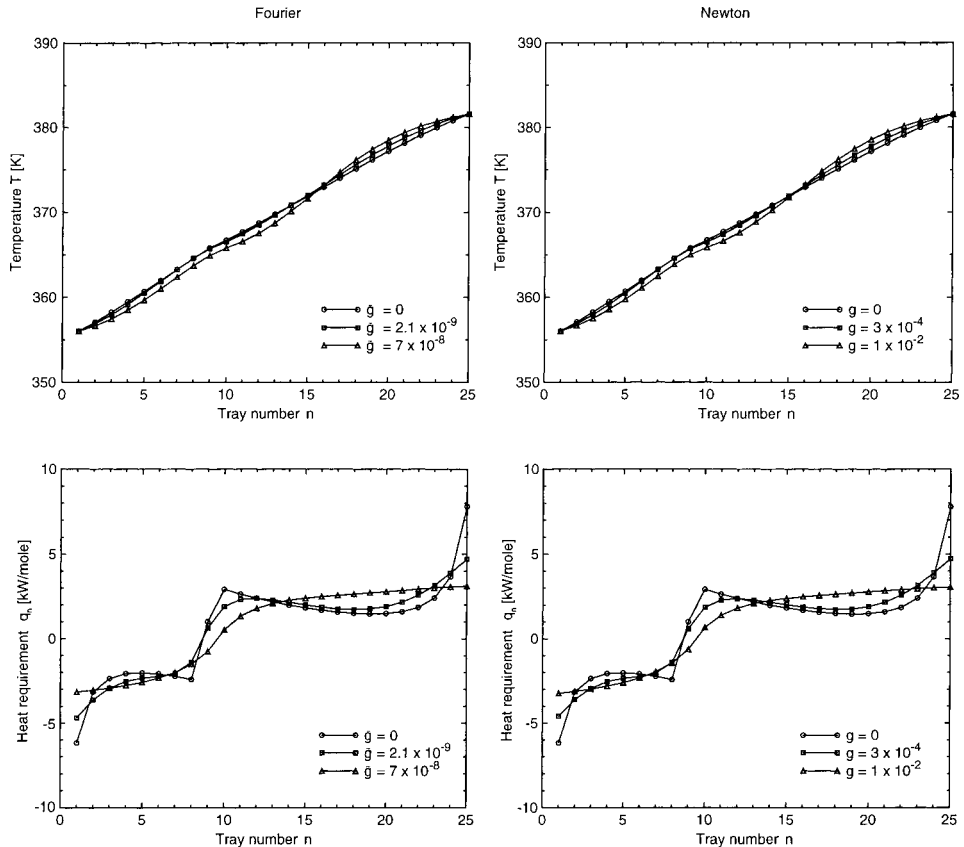 Fourier
390
380
370
360
350
Temperature T [K]
0 5 10 15 20 25
Tray number n
ḡ = 0
ḡ = 2.1 x 10⁻⁹
ḡ = 7 x 10⁻⁸
Newton
390
380
370
360
350
Temperature T [K]
0 5 10 15 20 25
Tray number n
g = 0
g = 3 x 10⁻⁴
g = 1 x 10⁻²
10
5
0
-5
-10
Heat requirement qₙ [kW/mole]
0 5 10 15 20 25
Tray number n
ḡ = 0
ḡ = 2.1 x 10⁻⁹
ḡ = 7 x 10⁻⁸
10
5
0
-5
-10
Heat requirement qₙ [kW/mole]
0 5 10 15 20 25
Tray number n
g = 0
g = 3 x 10⁻⁴
g = 1 x 10⁻²